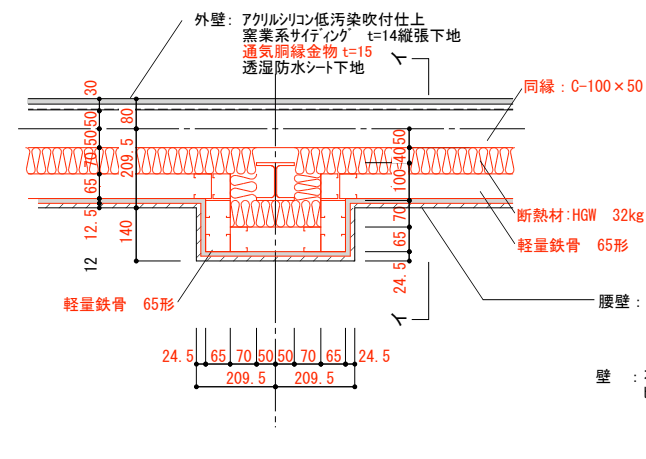 外壁： アクリルシリコン低汚染吹付仕上
窯業系サイディング t=14縦張下地
通気胴縁金物 t=15
透湿防水シート下地
イ
同縁：C-100×50
30
50
80
50
50
70
209.5
100
40
65
断熱材:HGW 32kg
軽量鉄骨 65形
12.5
140
70
65
12
24.5
軽量鉄骨 65形
腰壁：
イ
24.5 65 70 50 50 70 65 24.5
209.5 209.5
壁 ：